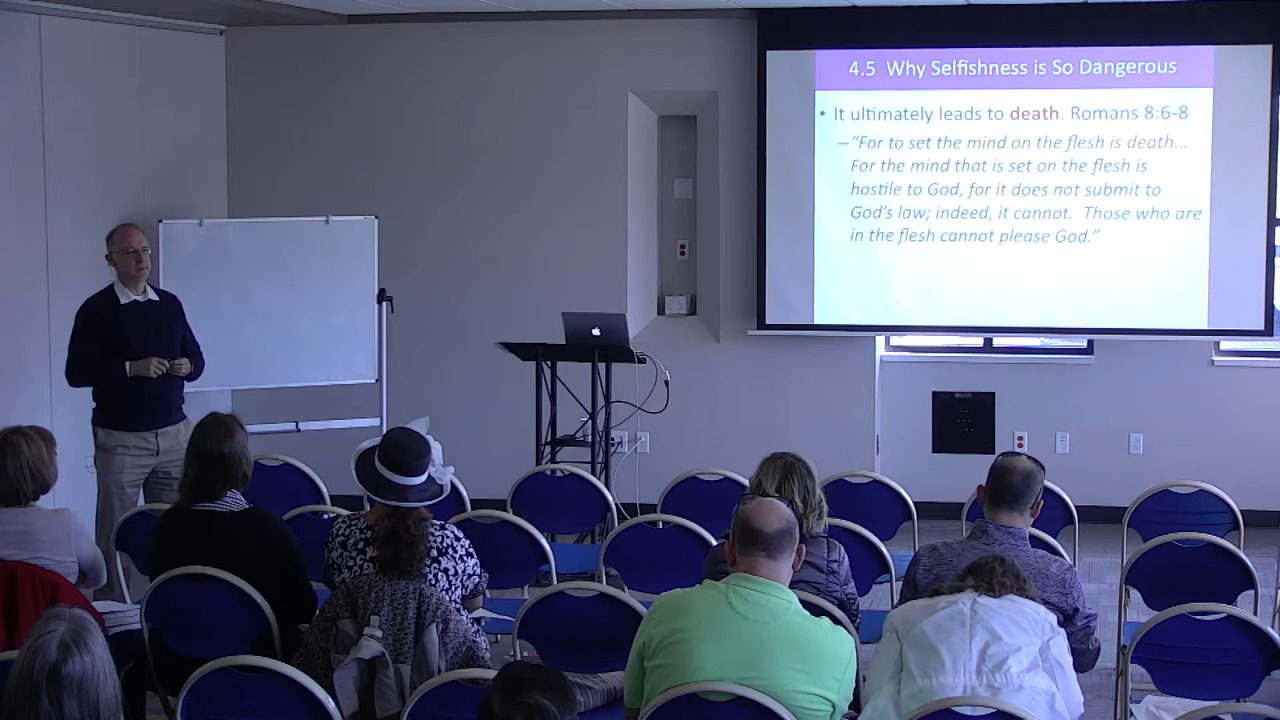 4.5 Why Selfishness is So Dangerous
• It ultimately leads to death. Romans 8:6-8
–“For to set the mind on the flesh is death...
For the mind that is set on the flesh is
hostile to God, for it does not submit to
God's law; indeed, it cannot. Those who are
in the flesh cannot please God.”